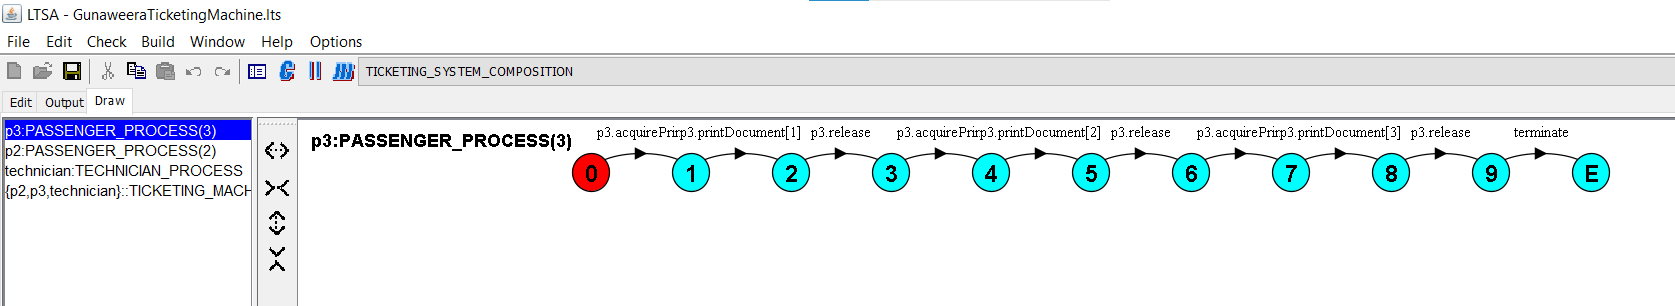 LTSA - GunaweeraTicketingMachine.lts
File Edit Check Build Window Help Options
TICKETING_SYSTEM_COMPOSITION
Edit Output Draw
p3:PASSENGER_PROCESS(3)
p2:PASSENGER_PROCESS(2)
technician:TECHNICIAN_PROCESS
{p2,p3,technician}::TICKETING_MACH
p3:PASSENGER_PROCESS(3)
p3.acquirePrirp3.printDocument[1] p3.release p3.acquirePrirp3.printDocument[2] p3.release p3.acquirePrirp3.printDocument[3] p3.release terminate
0 1 2 3 4 5 6 7 8 9 E